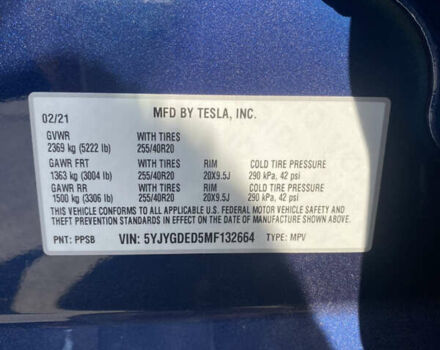 MFD BY TESLA, INC.
02/21
GVWR WITH TIRES
2369 kg (5222 lb) 255/40R20
GAWR FRT WITH TIRES RIM COLD TIRE PRESSURE
1363 kg (3004 lb) 255/40R20 20X9.5J 290 kPa, 42 psi
GAWR RR WITH TIRES RIM COLD TIRE PRESSURE
1500 kg (3306 lb) 255/40R20 20X9.5J 290 kPa, 42 psi
THIS VEHICLE CONFORMS TO ALL APPLICABLE U.S. FEDERAL MOTOR VEHICLE SAFETY AND
THEFT PREVENTION STANDARDS IN EFFECT ON THE DATE OF MANUFACTURE SHOWN ABOVE.
PNT: PPSB VIN: 5YJYGDED5MF132664 TYPE: MPV